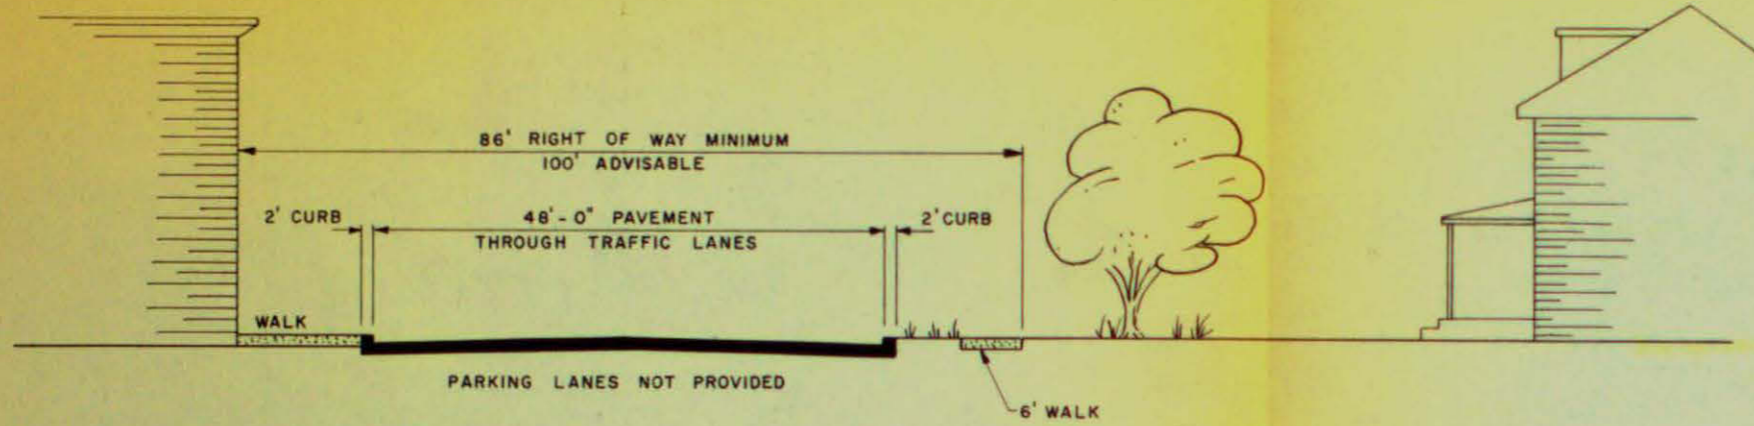 86' RIGHT OF WAY MINIMUM
100' ADVISABLE
2' CURB
48'-0" PAVEMENT
THROUGH TRAFFIC LANES
2' CURB
WALK
PARKING LANES NOT PROVIDED
6' WALK